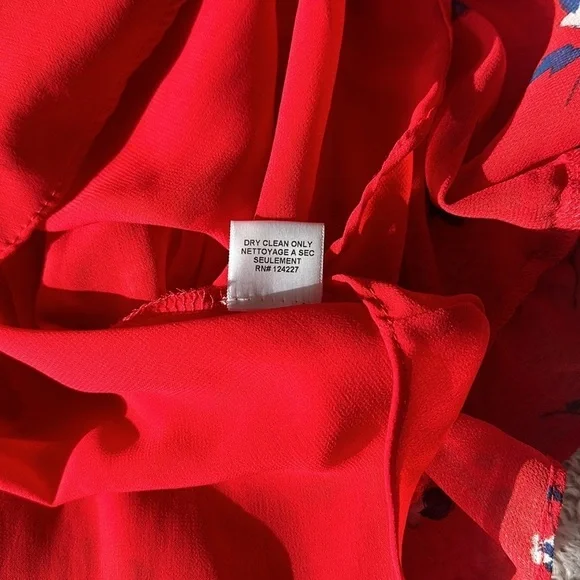 DRY CLEAN ONLY
NETTOYAGE A SEC
SEULEMENT
RN# 124227